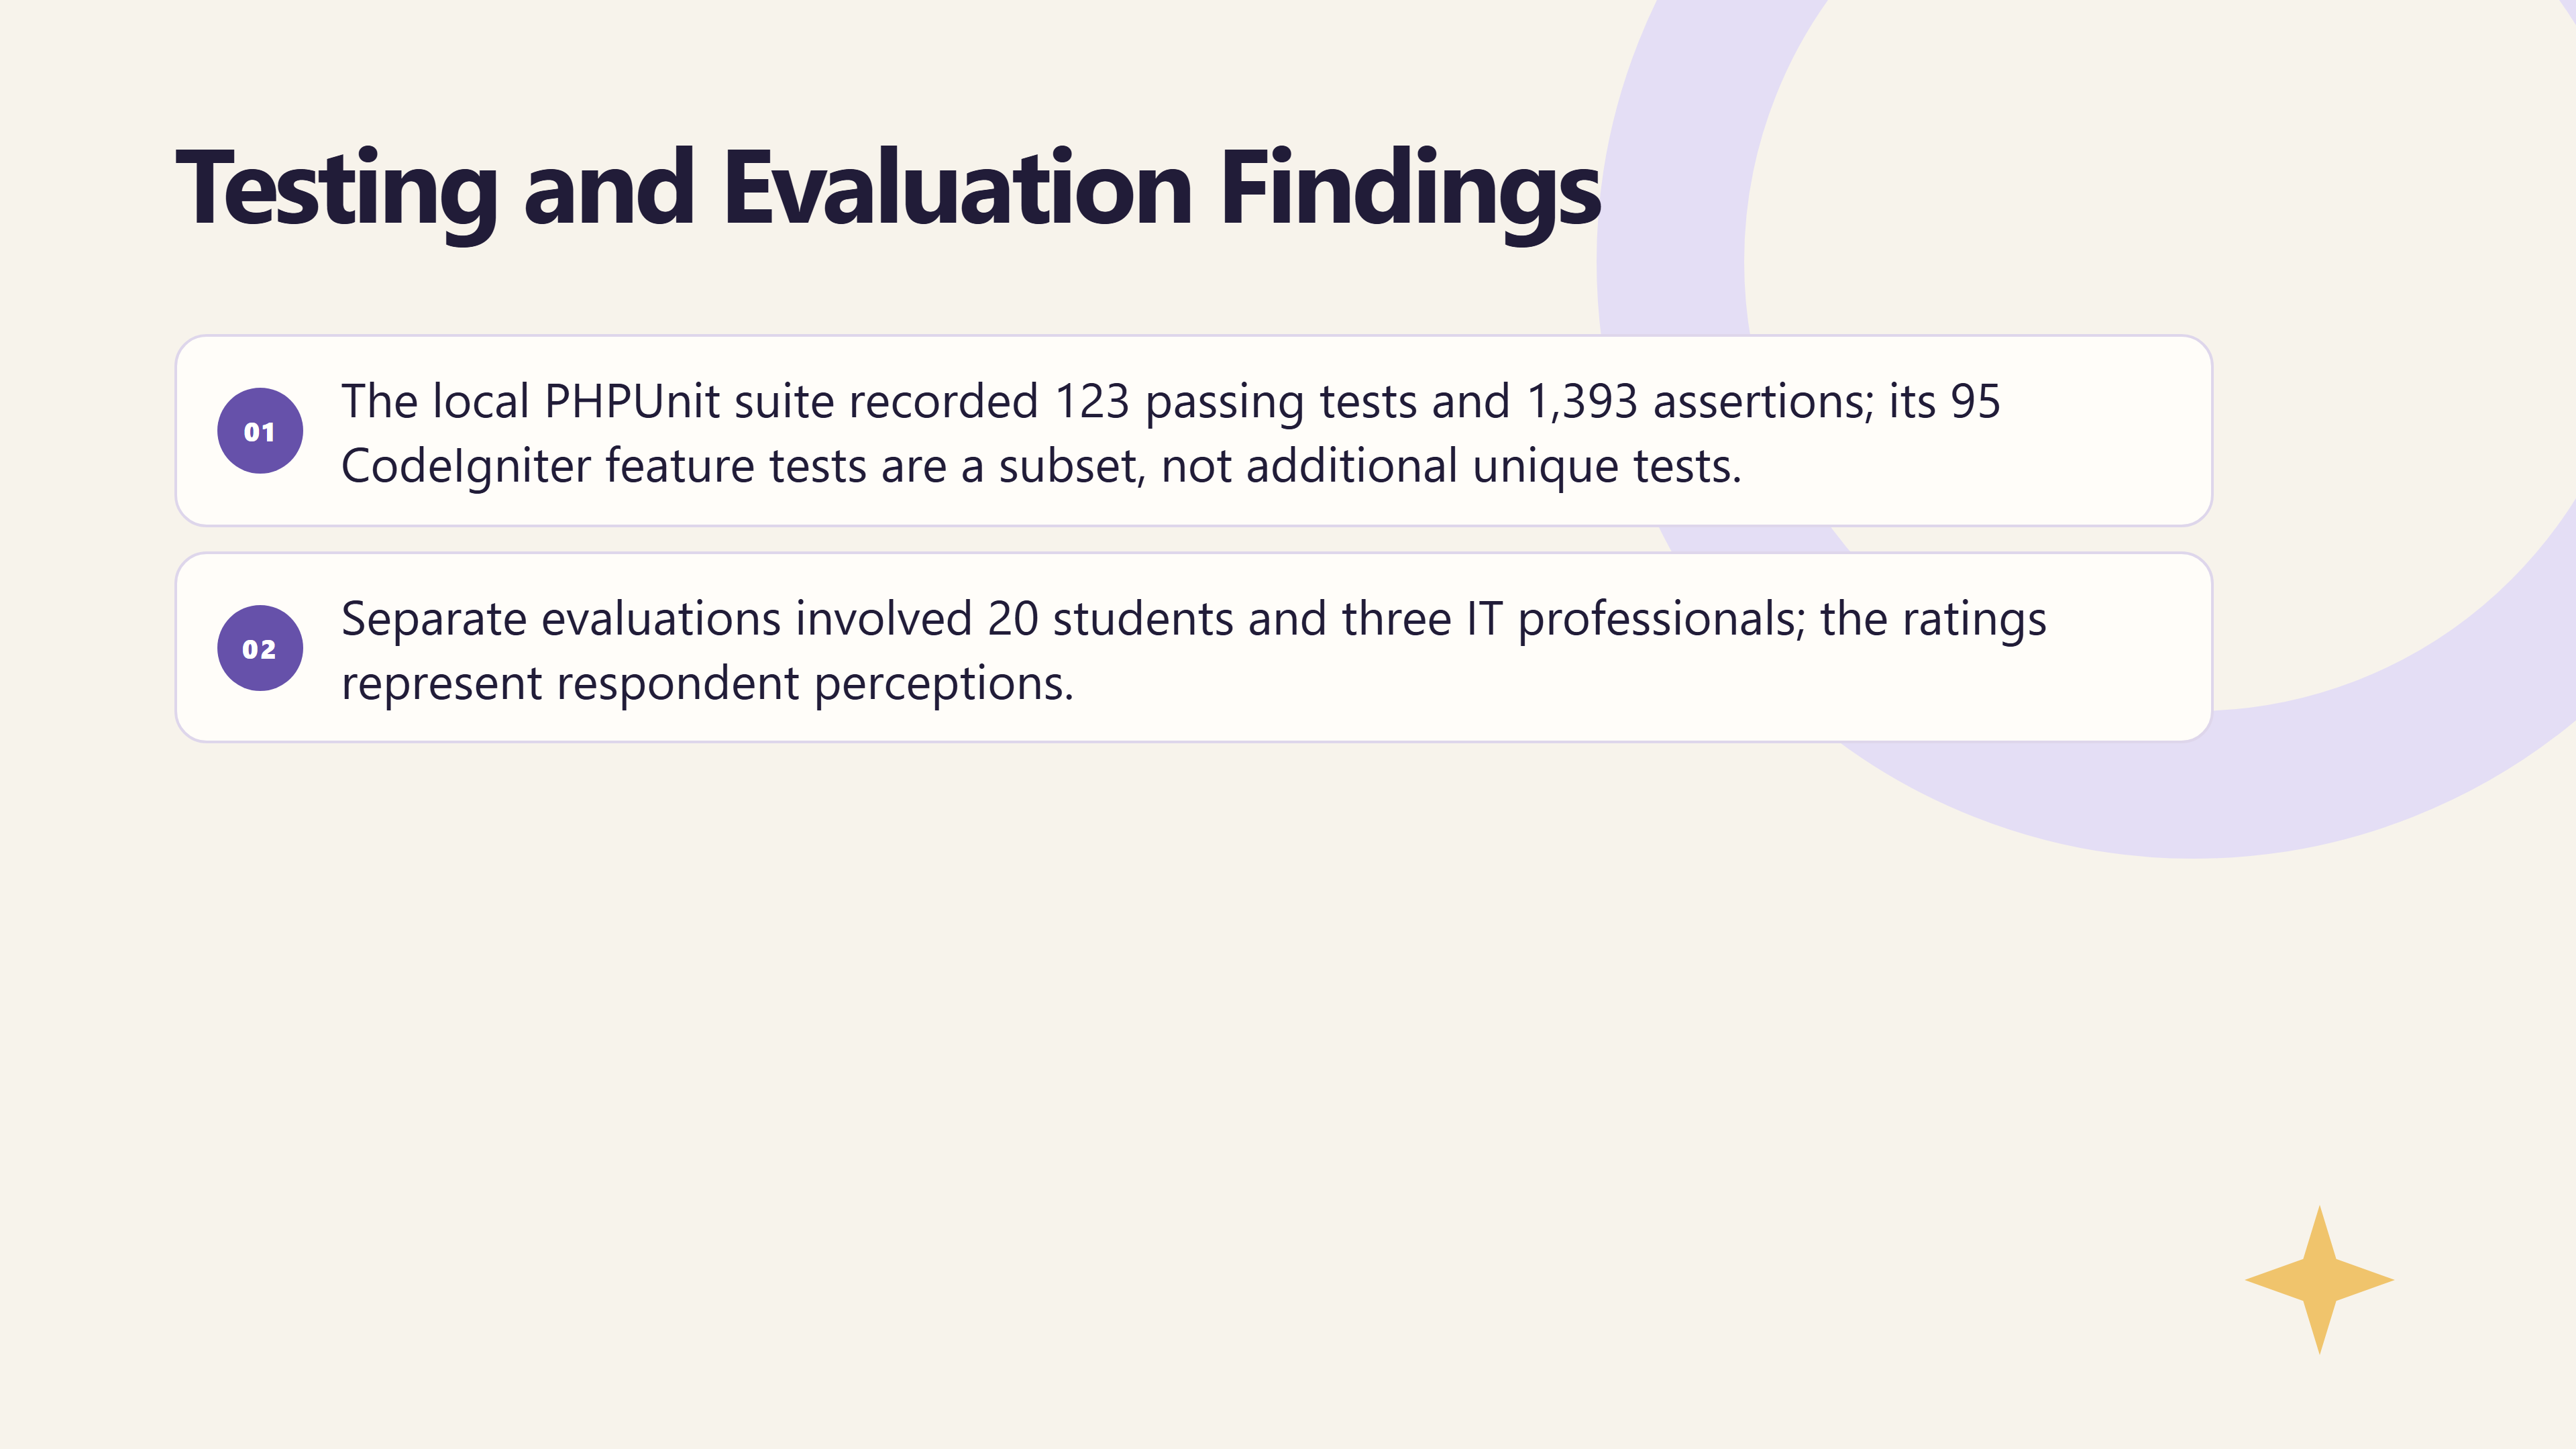 Testing and Evaluation Findings
01
The local PHPUnit suite recorded 123 passing tests and 1,393 assertions; its 95
CodeIgniter feature tests are a subset, not additional unique tests.
02
Separate evaluations involved 20 students and three IT professionals; the ratings
represent respondent perceptions.